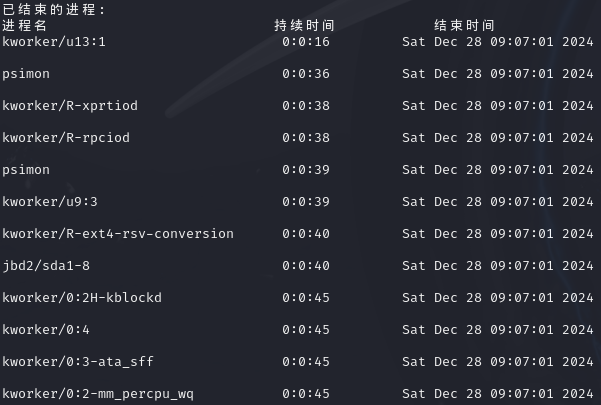 已结束的进程:
进程名 持续时间 结束时间
kworker/u13:1 0:0:16 Sat Dec 28 09:07:01 2024
psimon 0:0:36 Sat Dec 28 09:07:01 2024
kworker/R-xprtiod 0:0:38 Sat Dec 28 09:07:01 2024
kworker/R-rpciod 0:0:38 Sat Dec 28 09:07:01 2024
psimon 0:0:39 Sat Dec 28 09:07:01 2024
kworker/u9:3 0:0:39 Sat Dec 28 09:07:01 2024
kworker/R-ext4-rsv-conversion 0:0:40 Sat Dec 28 09:07:01 2024
jbd2/sda1-8 0:0:40 Sat Dec 28 09:07:01 2024
kworker/0:2H-kblockd 0:0:45 Sat Dec 28 09:07:01 2024
kworker/0:4 0:0:45 Sat Dec 28 09:07:01 2024
kworker/0:3-ata_sff 0:0:45 Sat Dec 28 09:07:01 2024
kworker/0:2-mm_percpu_wq 0:0:45 Sat Dec 28 09:07:01 2024